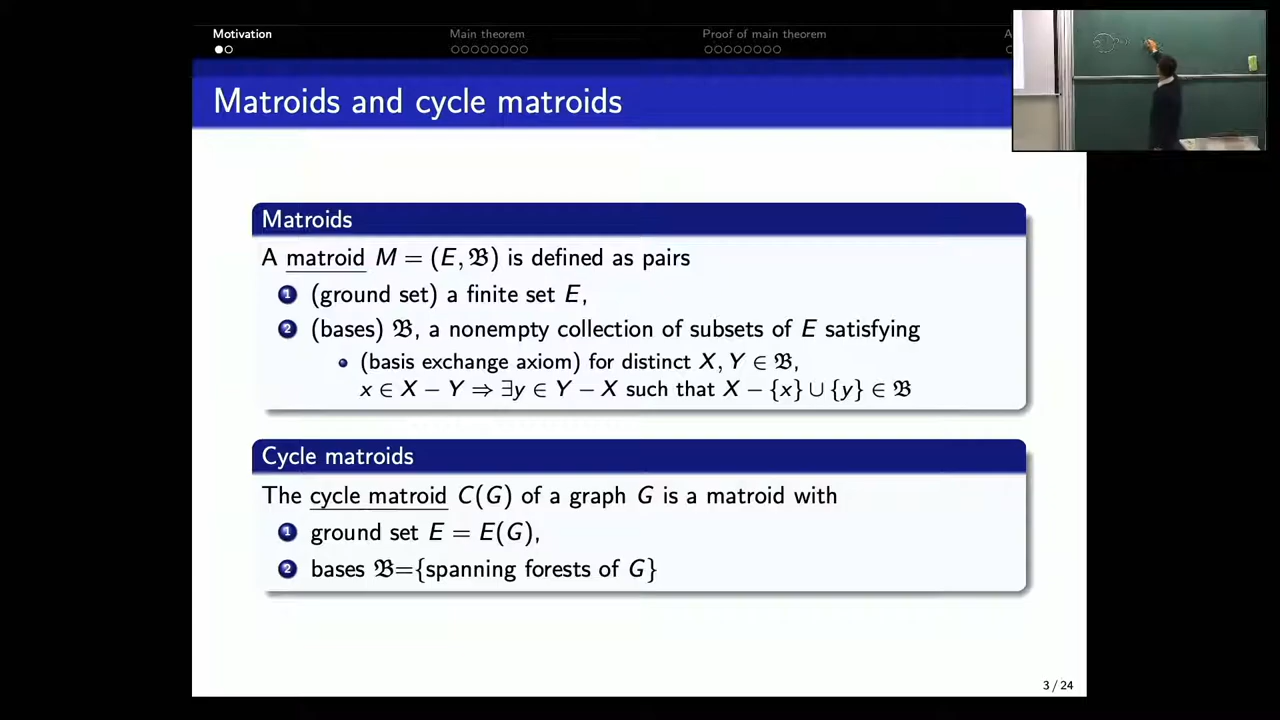 Motivation
Main theorem
Proof of main theorem
A
Matroids and cycle matroids
Matroids
A matroid M = (E, 𝔅) is defined as pairs
1 (ground set) a finite set E,
2 (bases) 𝔅, a nonempty collection of subsets of E satisfying
(basis exchange axiom) for distinct X, Y ∈ 𝔅,
x ∈ X − Y ⇒ ∃y ∈ Y − X such that X − {x} ∪ {y} ∈ 𝔅
Cycle matroids
The cycle matroid C(G) of a graph G is a matroid with
1 ground set E = E(G),
2 bases 𝔅={spanning forests of G}
3 / 24